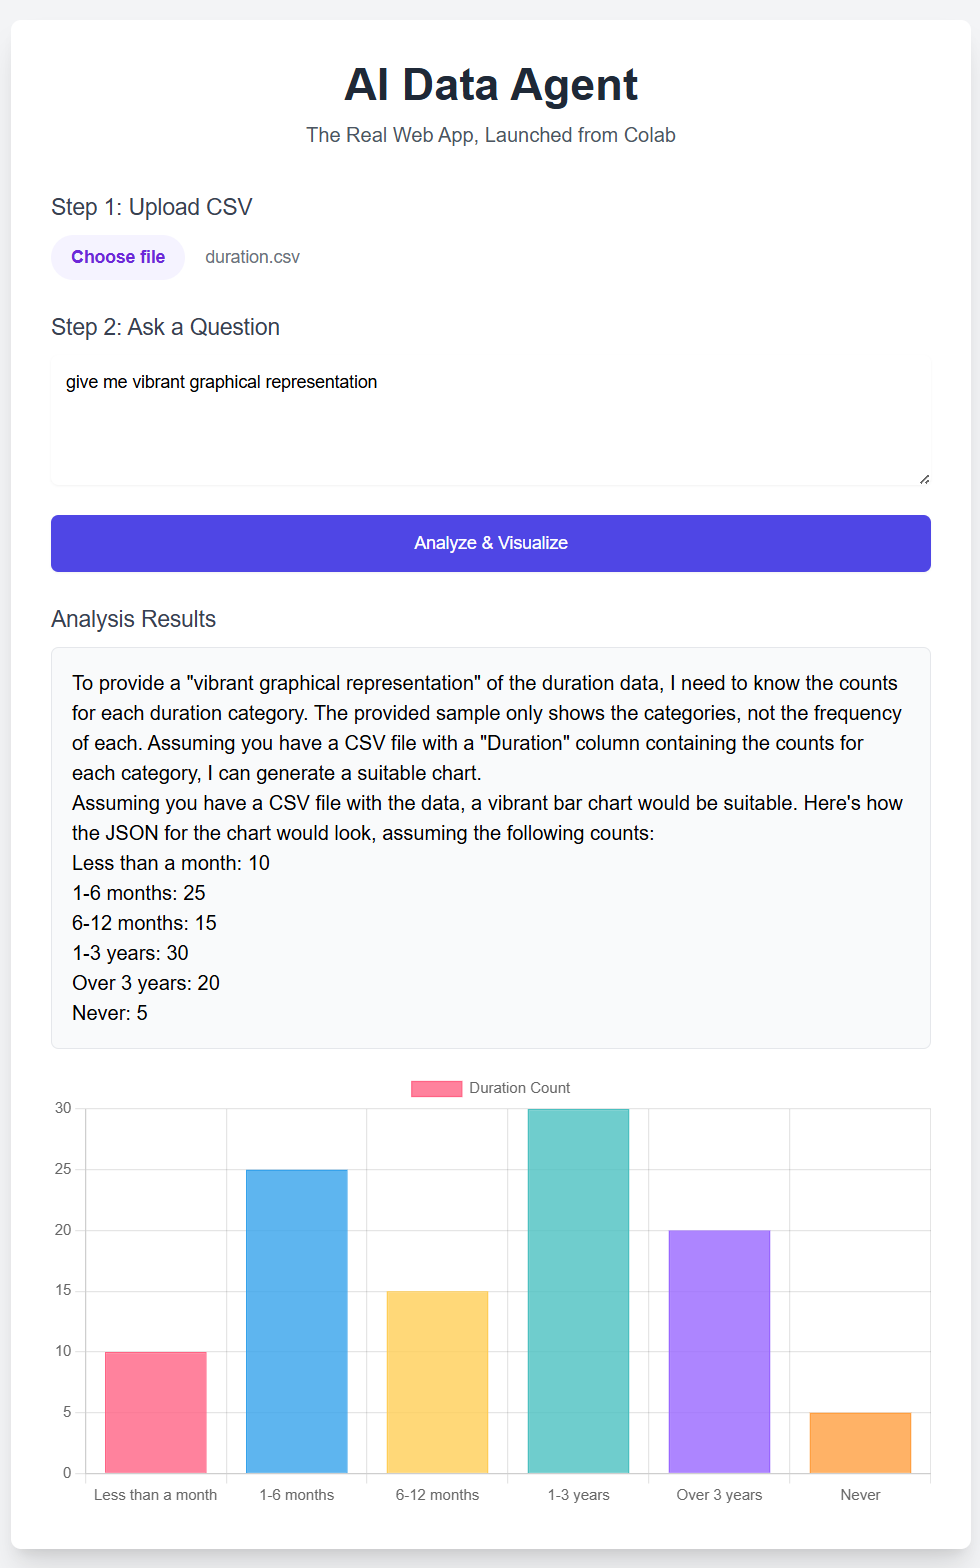 AI Data Agent
The Real Web App, Launched from Colab
Step 1: Upload CSV
Choose file duration.csv
Step 2: Ask a Question
give me vibrant graphical representation
Analyze & Visualize
Analysis Results
To provide a "vibrant graphical representation" of the duration data, I need to know the counts
for each duration category. The provided sample only shows the categories, not the frequency
of each. Assuming you have a CSV file with a "Duration" column containing the counts for
each category, I can generate a suitable chart.
Assuming you have a CSV file with the data, a vibrant bar chart would be suitable. Here's how
the JSON for the chart would look, assuming the following counts:
Less than a month: 10
1-6 months: 25
6-12 months: 15
1-3 years: 30
Over 3 years: 20
Never: 5
Duration Count
30
25
20
15
10
5
0
Less than a month 1-6 months 6-12 months 1-3 years Over 3 years Never